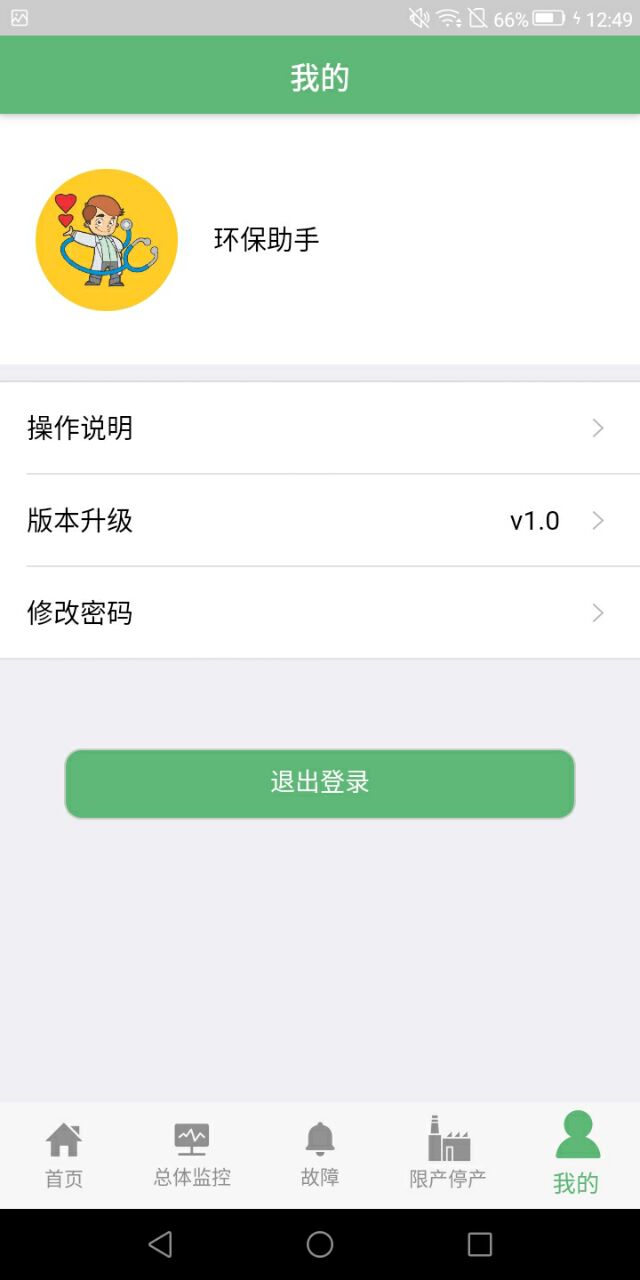 66% 12:49
我的
环保助手
操作说明
版本升级 v1.0
修改密码
退出登录
首页 总体监控 故障 限产停产 我的